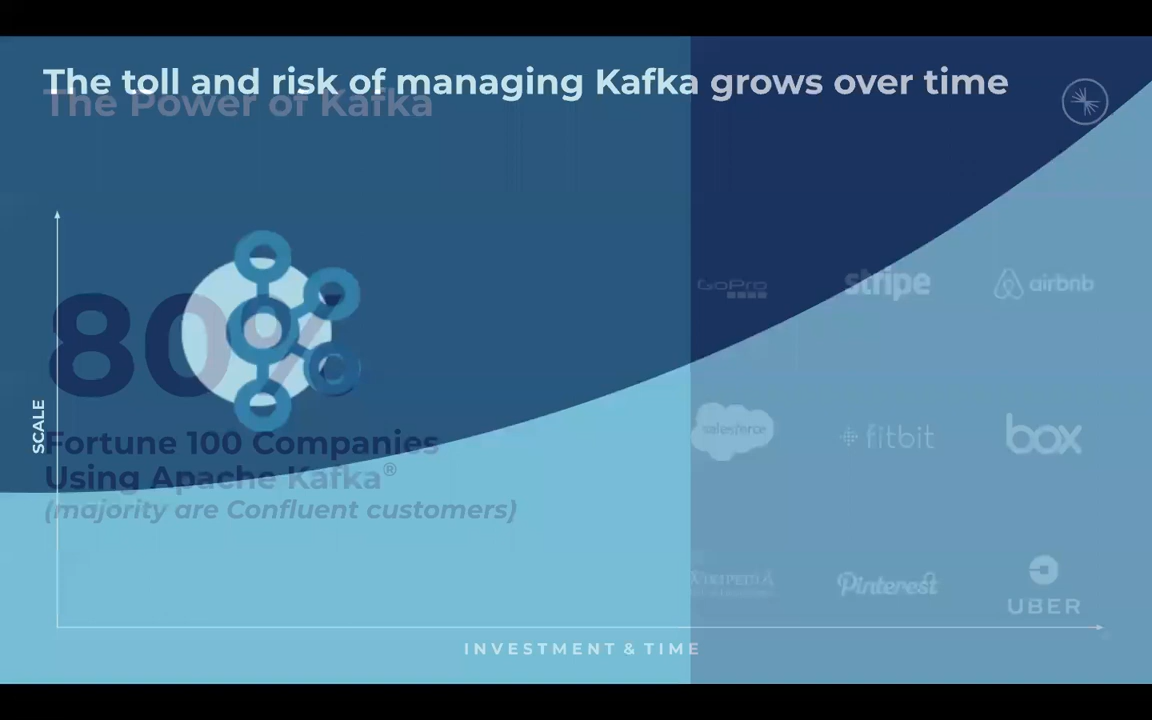 The toll and risk of managing Kafka grows over time
The Power of Kafka
GoPro
stripe
airbnb
80%
SCALE
salesforce
fitbit
box
Fortune 100 Companies
Using Apache Kafka®
(majority are Confluent customers)
WIKIPEDIA
Pinterest
UBER
INVESTMENT & TIME